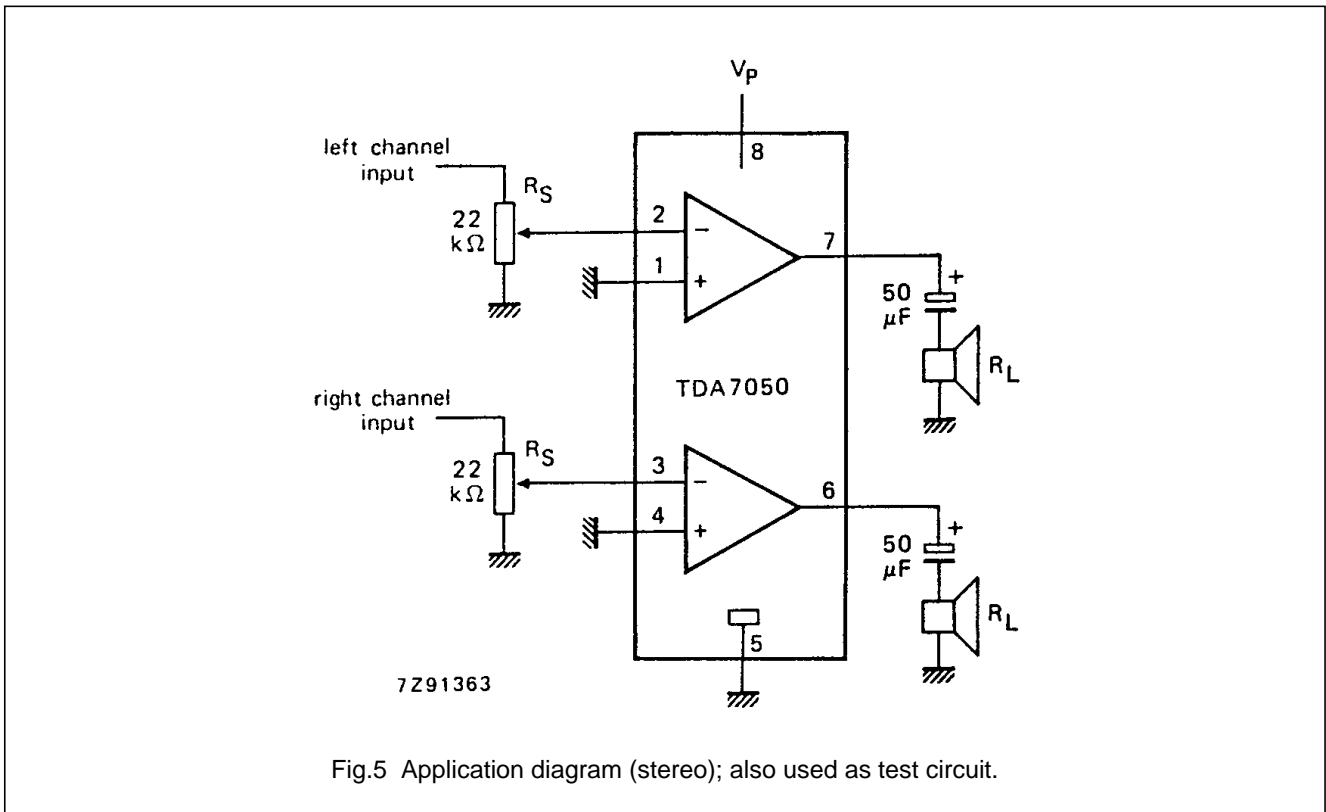 V_P
8
left channel
input
R_S
22
kΩ
2
−
1
+
7
+
50
μF
R_L
TDA7050
right channel
input
R_S
22
kΩ
3
−
4
+
6
+
50
μF
R_L
5
7Z91363
Fig.5 Application diagram (stereo); also used as test circuit.